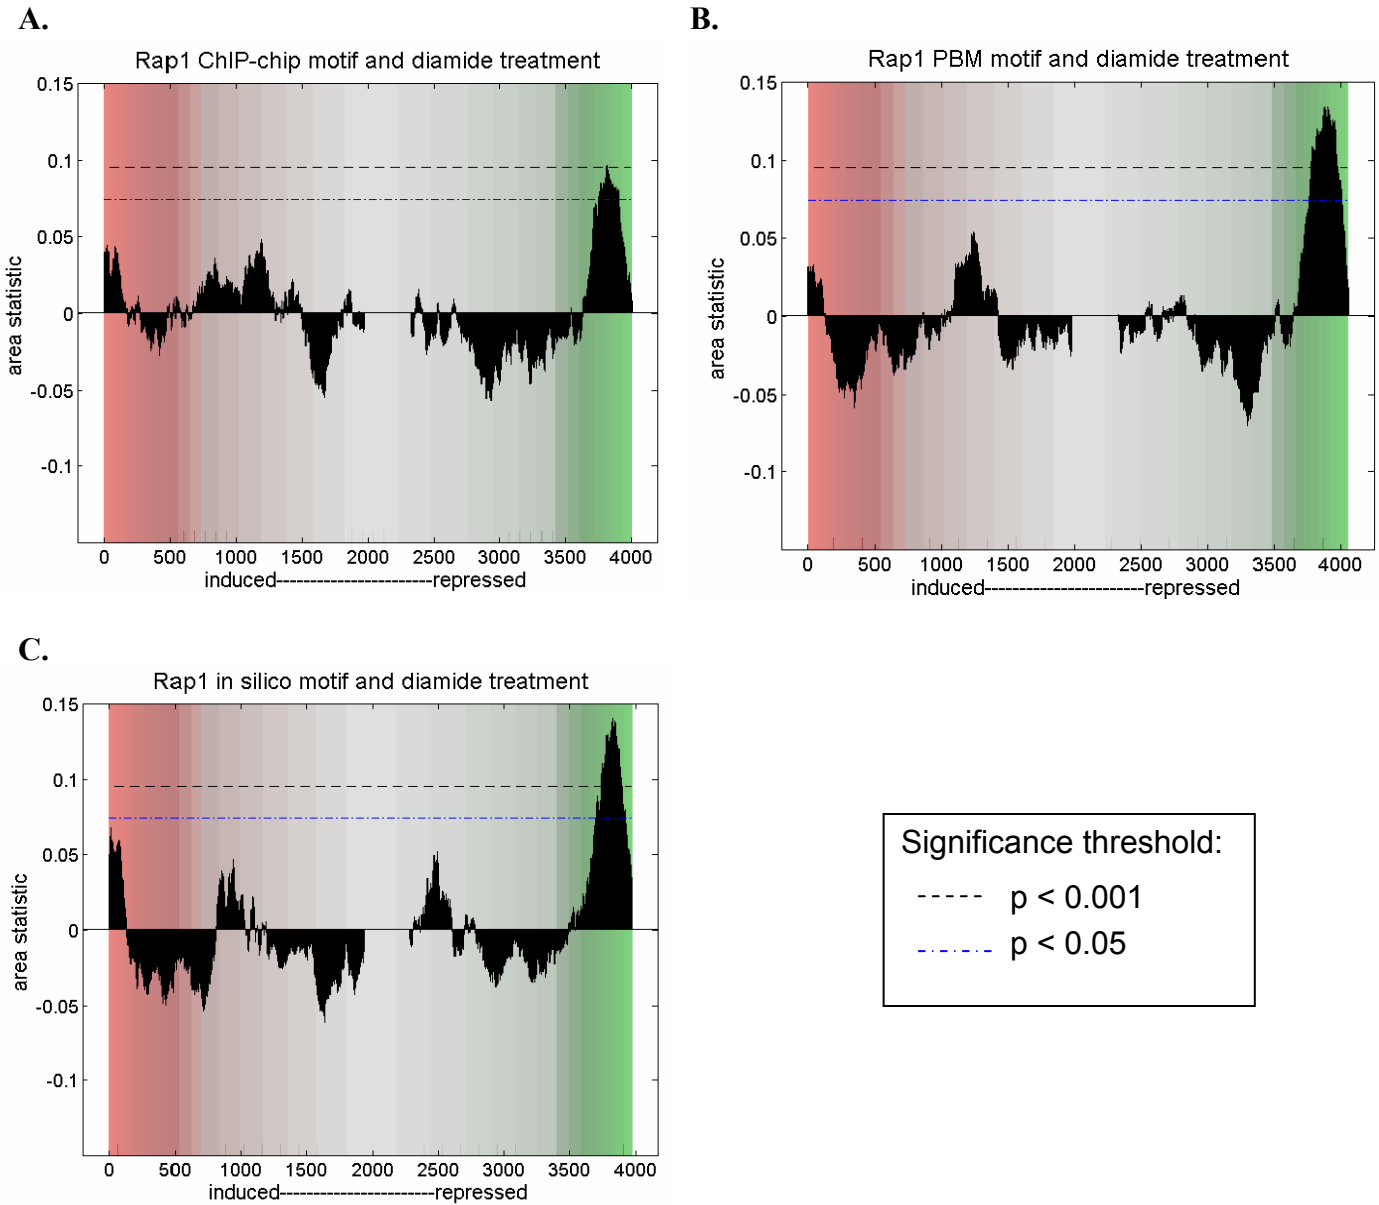 A.
Rap1 ChIP-chip motif and diamide treatment
0.15
0.1
0.05
0
-0.05
-0.1
area statistic
0 500 1000 1500 2000 2500 3000 3500 4000
induced------------------------repressed
B.
Rap1 PBM motif and diamide treatment
0.15
0.1
0.05
0
-0.05
-0.1
area statistic
0 500 1000 1500 2000 2500 3000 3500 4000
induced------------------------repressed
C.
Rap1 in silico motif and diamide treatment
0.15
0.1
0.05
0
-0.05
-0.1
area statistic
0 500 1000 1500 2000 2500 3000 3500 4000
induced------------------------repressed
Significance threshold:
p < 0.001
p < 0.05